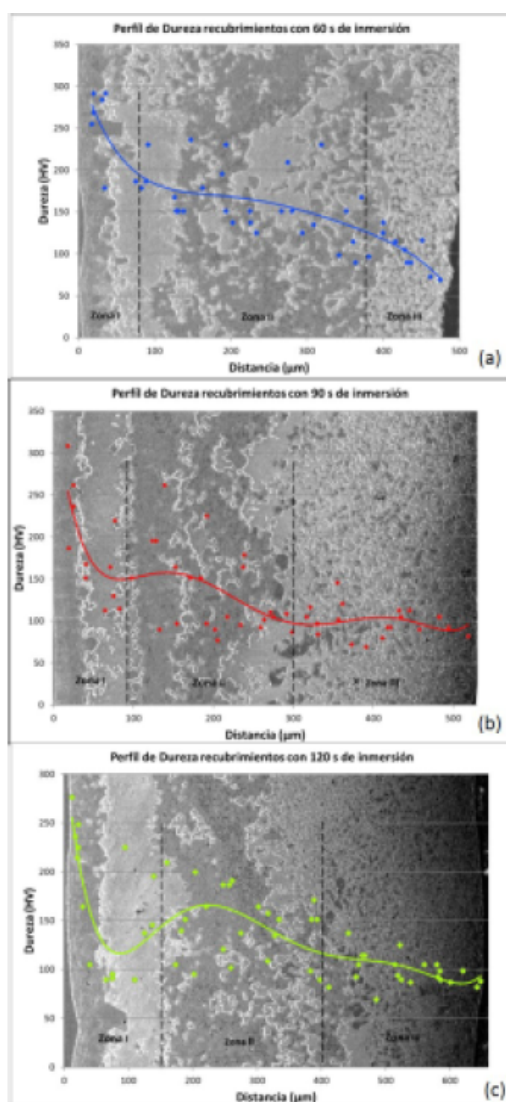 Perfil de Dureza recubrimientos con 60 s de inmersión
Dureza (HV)
350
300
250
200
150
100
50
0
Zona I
Zona II
Zona III
0
100
200
300
400
500
Distancia (µm)
(a)
Perfil de Dureza recubrimientos con 90 s de inmersión
Dureza (HV)
350
300
250
200
150
100
50
0
Zona I
Zona III
0
100
200
300
400
500
Distancia (µm)
(b)
Perfil de Dureza recubrimientos con 120 s de inmersión
Dureza (HV)
300
250
200
150
100
50
0
Zona I
Zona II
0
100
200
300
400
500
600
Distancia (µm)
(c)